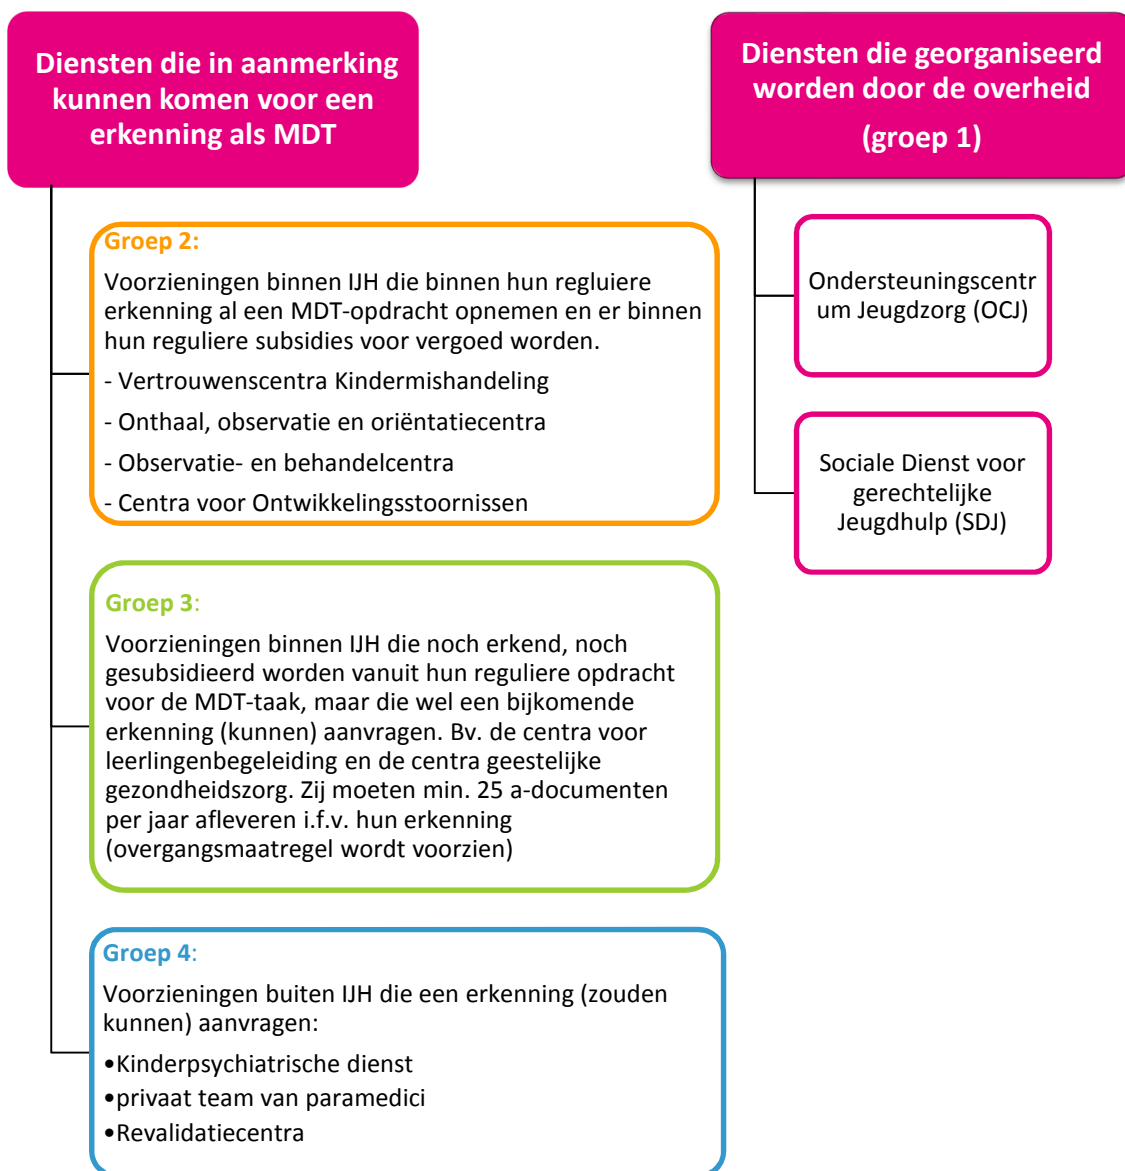 Diensten die in aanmerking
kunnen komen voor een
erkenning als MDT
Groep 2:
Voorzieningen binnen IJH die binnen hun regluiere
erkenning al een MDT-opdracht opnemen en er binnen
hun reguliere subsidies voor vergoed worden.
- Vertrouwenscentra Kindermishandeling
- Onthaal, observatie en oriëntatiecentra
- Observatie- en behandelcentra
- Centra voor Ontwikkelingsstoornissen
Groep 3:
Voorzieningen binnen IJH die noch erkend, noch
gesubsidieerd worden vanuit hun reguliere opdracht
voor de MDT-taak, maar die wel een bijkomende
erkenning (kunnen) aanvragen. Bv. de centra voor
leerlingenbegeleiding en de centra geestelijke
gezondheidszorg. Zij moeten min. 25 a-documenten
per jaar afleveren i.f.v. hun erkenning
(overgangsmaatregel wordt voorzien)
Groep 4:
Voorzieningen buiten IJH die een erkenning (zouden
kunnen) aanvragen:
•Kinderpsychiatrische dienst
•privaat team van paramedici
•Revalidatiecentra
Diensten die georganiseerd
worden door de overheid
(groep 1)
Ondersteuningscentr
um Jeugdzorg (OCJ)
Sociale Dienst voor
gerechtelijke
Jeugdhulp (SDJ)